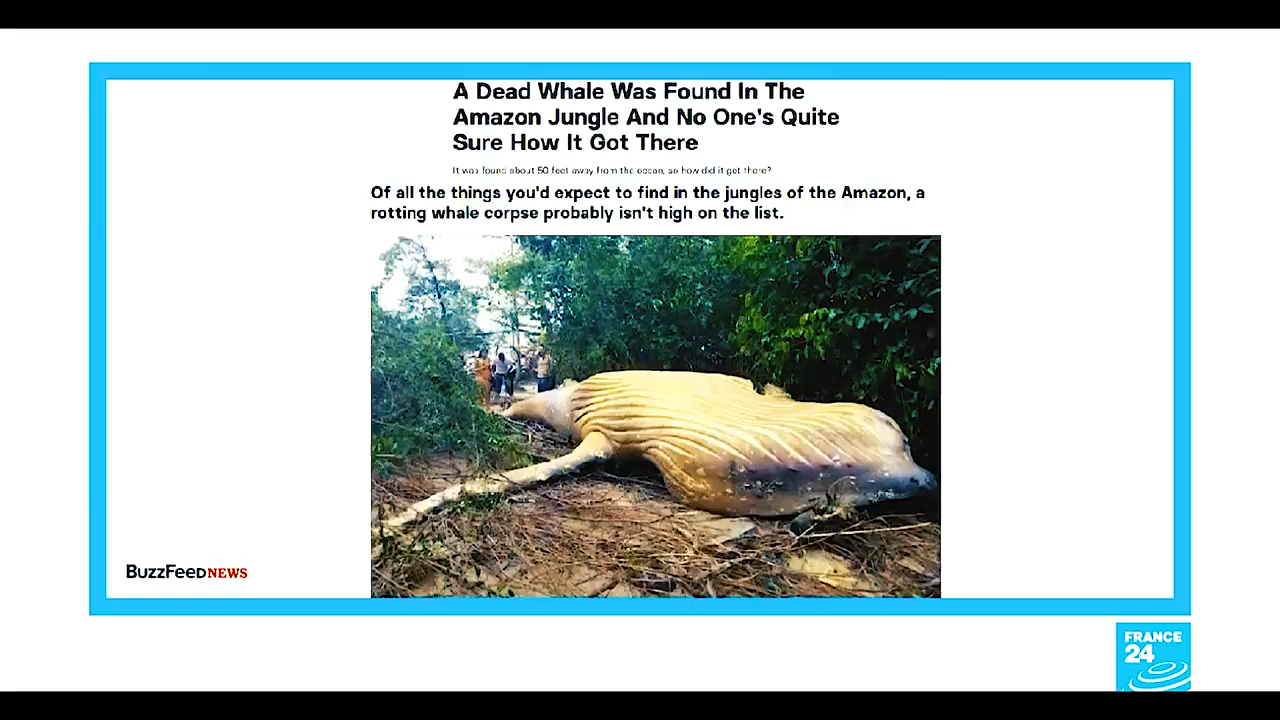 A Dead Whale Was Found In The
Amazon Jungle And No One's Quite
Sure How It Got There
It was found about 50 feet away from the ocean, so how did it get there?
Of all the things you'd expect to find in the jungles of the Amazon, a
rotting whale corpse probably isn't high on the list.
BuzzFeeD NEWS
FRANCE
24